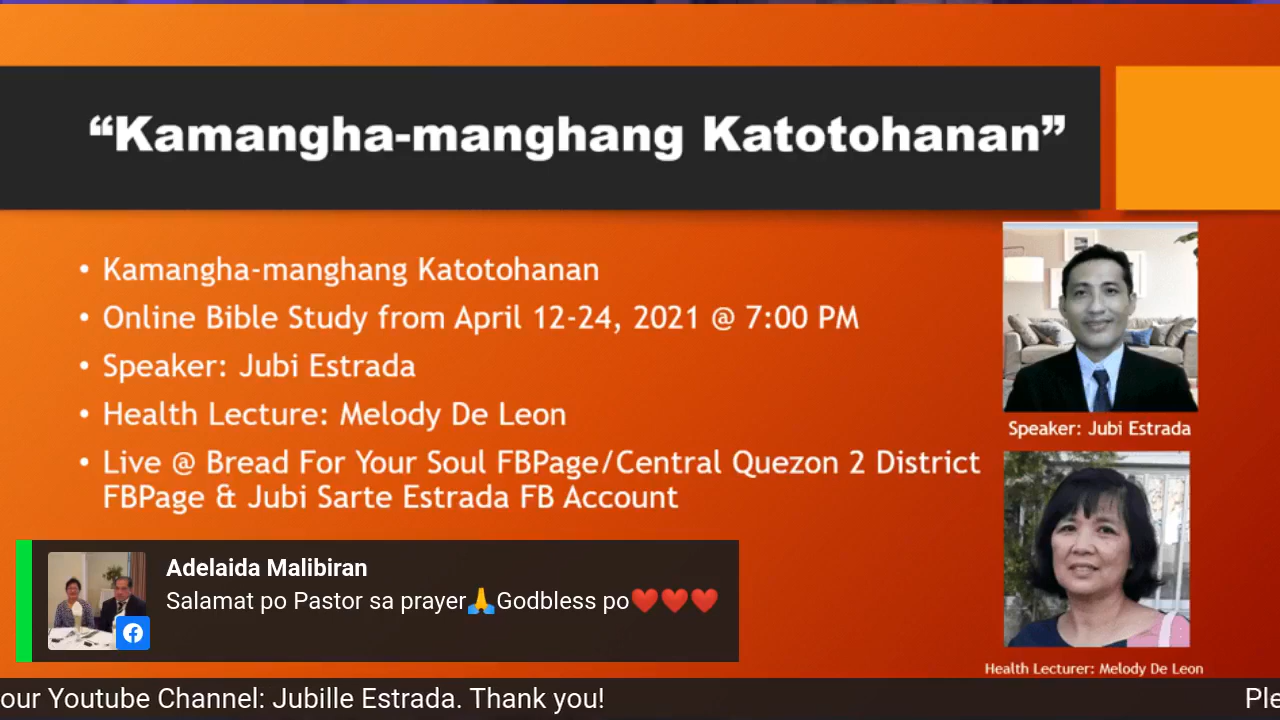 “Kamangha-manghang Katotohanan”
• Kamangha-manghang Katotohanan
• Online Bible Study from April 12-24, 2021 @ 7:00 PM
• Speaker: Jubi Estrada
• Health Lecture: Melody De Leon
• Live @ Bread For Your Soul FBPage/Central Quezon 2 District
FBPage & Jubi Sarte Estrada FB Account
Speaker: Jubi Estrada
Health Lecturer: Melody De Leon
Adelaida Malibiran
Salamat po Pastor sa prayer🙏Godbless po❤️❤️❤️
our Youtube Channel: Jubille Estrada. Thank you! Ple